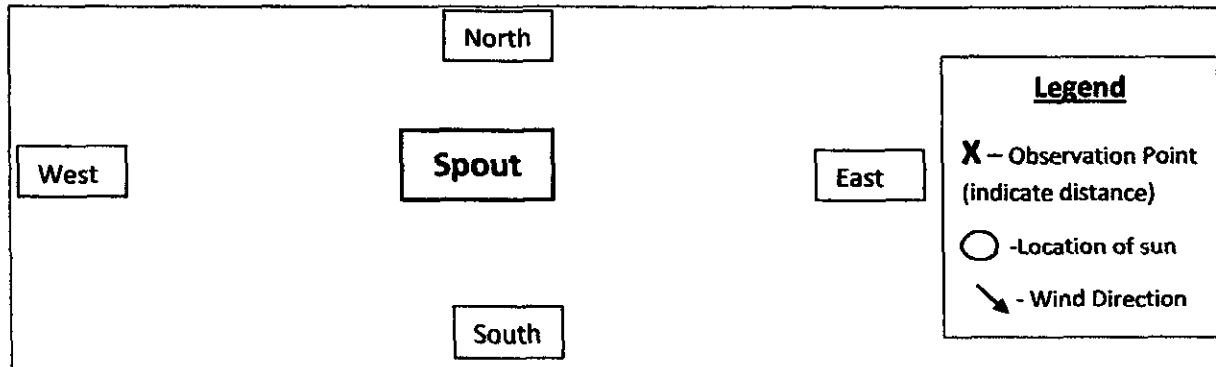 North
Legend
West
Spout
East
X – Observation Point
(indicate distance)
-Location of sun
- Wind Direction
South